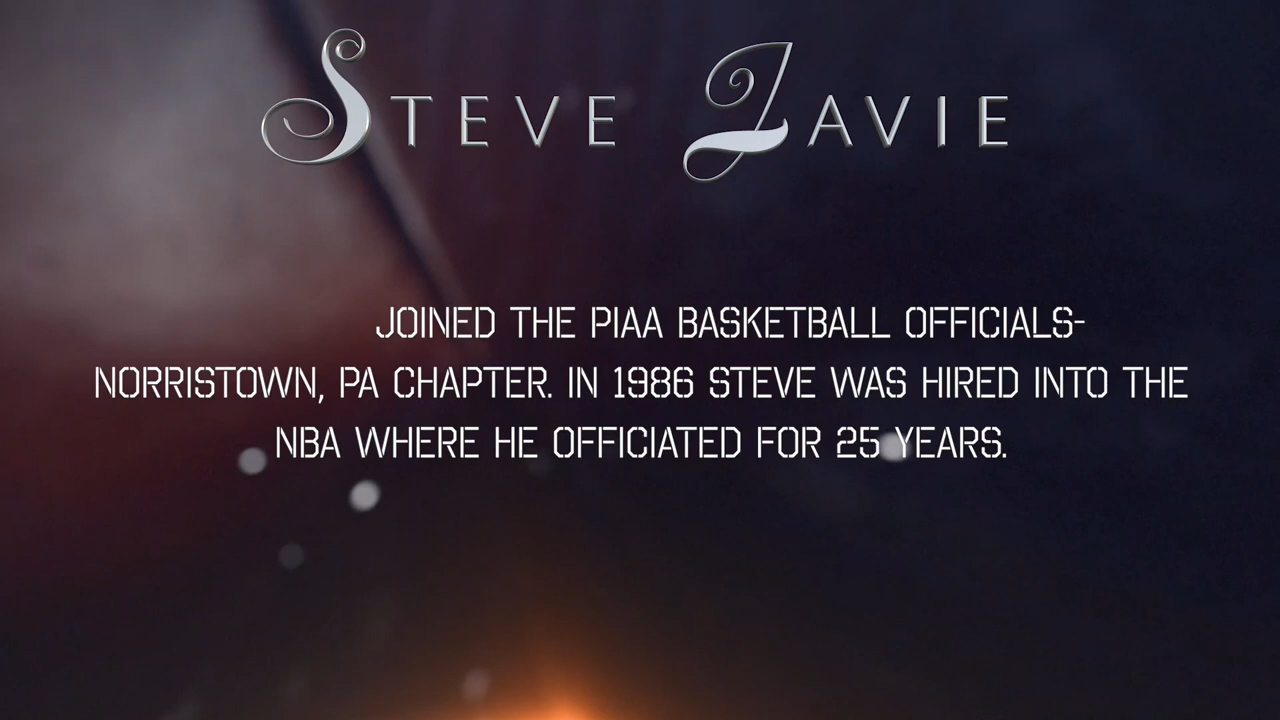 STEVE JAVIE
JOINED THE PIAA BASKETBALL OFFICIALS-
NORRISTOWN, PA CHAPTER. IN 1986 STEVE WAS HIRED INTO THE
NBA WHERE HE OFFICIATED FOR 25 YEARS.